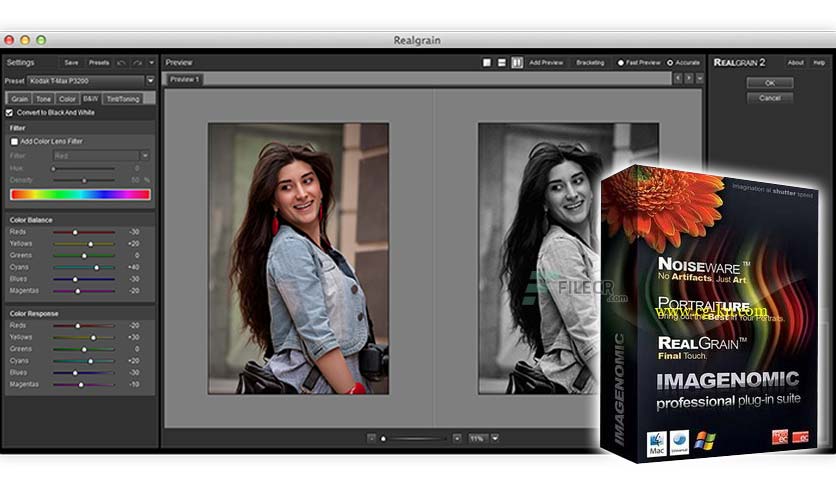 Realgrain
Settings Save Presets
Preset Kodak T-Max P3200
Grain Tone Color B&W Tint/Toning
Convert to Black And White
Filter
Add Color Lens Filter
Filter: Red
Hue: 0
Density 50 %
Color Balance
Reds -30
Yellows +20
Greens 0
Cyans +40
Blues -30
Magentas -20
Color Response
Reds -20
Yellows +30
Greens 0
Cyans +20
Blues -30
Magentas -10
Preview Add Preview Bracketing Fast Preview Accurate
Preview 1
11%
REALGRAIN 2 About Help
OK
Cancel
FILECR
.com
imagination at shutter speed
NOISEWARE™
No Artifacts, Just Art
PORTRAITURE
Bring out the Best in Your Portraits.
REALGRAIN™
Final Touch.
IMAGENOMIC
professional plug-in suite
IMAGENOMIC
Mac
Universal